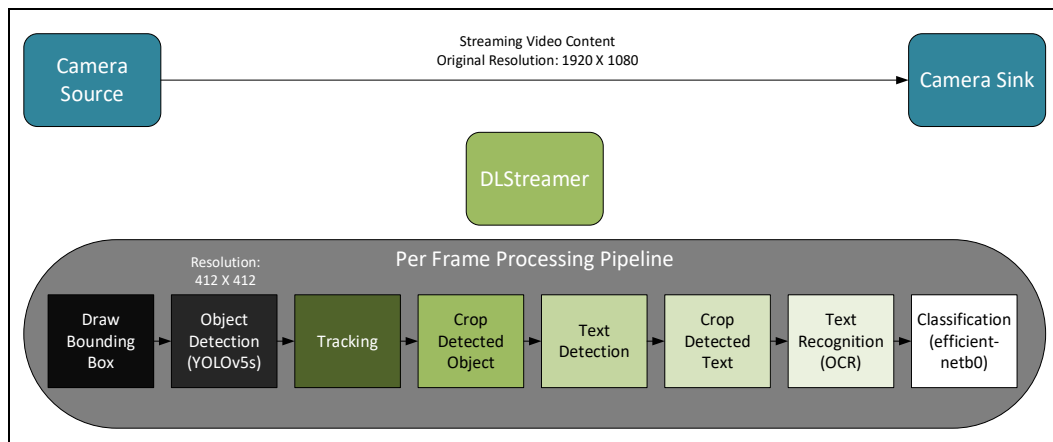 Streaming Video Content
Original Resolution: 1920 X 1080
Camera
Source
Camera Sink
DLStreamer
Per Frame Processing Pipeline
Resolution:
412 X 412
Draw
Bounding
Box
Object
Detection
(YOLOv5s)
Tracking
Crop
Detected
Object
Text
Detection
Crop
Detected
Text
Text
Recognition
(OCR)
Classification
(efficient-
netb0)